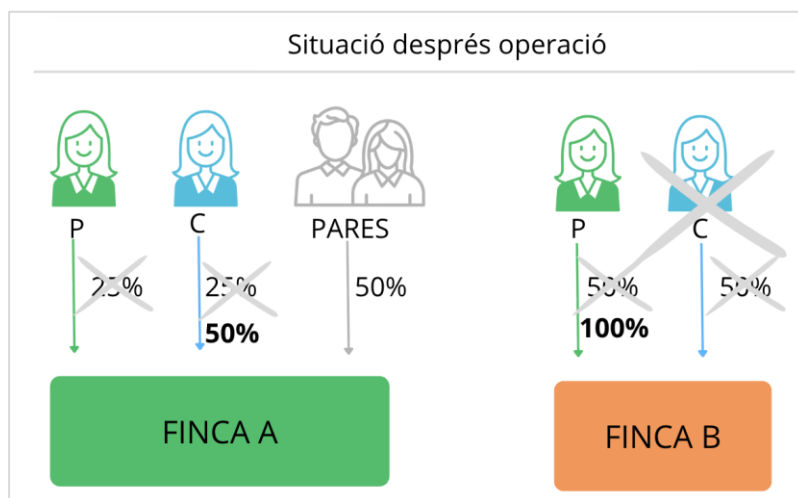 Situació després operació
P
C
PARES
P
C
25%
25%
50%
50%
50%
50%
100%
FINCA A
FINCA B